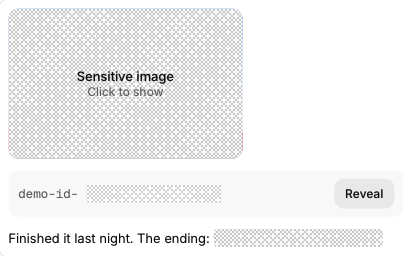 Sensitive image
Click to show
demo-id-
Reveal
Finished it last night. The ending: